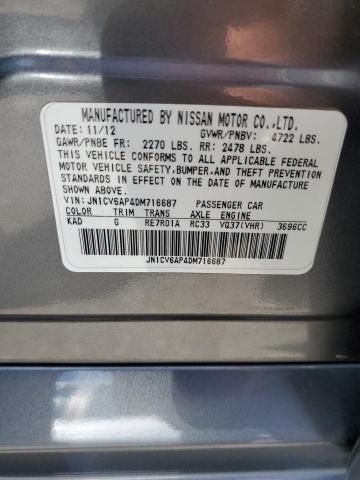 MANUFACTURED BY NISSAN MOTOR CO.,LTD.
DATE: 11/12 GVWR/PNBV: 4722 LBS.
GAWR/PNBE FR: 2270 LBS. RR: 2478 LBS.
THIS VEHICLE CONFORMS TO ALL APPLICABLE FEDERAL
MOTOR VEHICLE SAFETY, BUMPER, AND THEFT PREVENTION
STANDARDS IN EFFECT ON THE DATE OF MANUFACTURE
SHOWN ABOVE.
VIN: JN1CV6AP4DM716687 PASSENGER CAR
COLOR TRIM TRANS AXLE ENGINE
KAD G RE7R01A RC33 VQ37(VHR) 3696CC
JN1CV6AP4DM716687